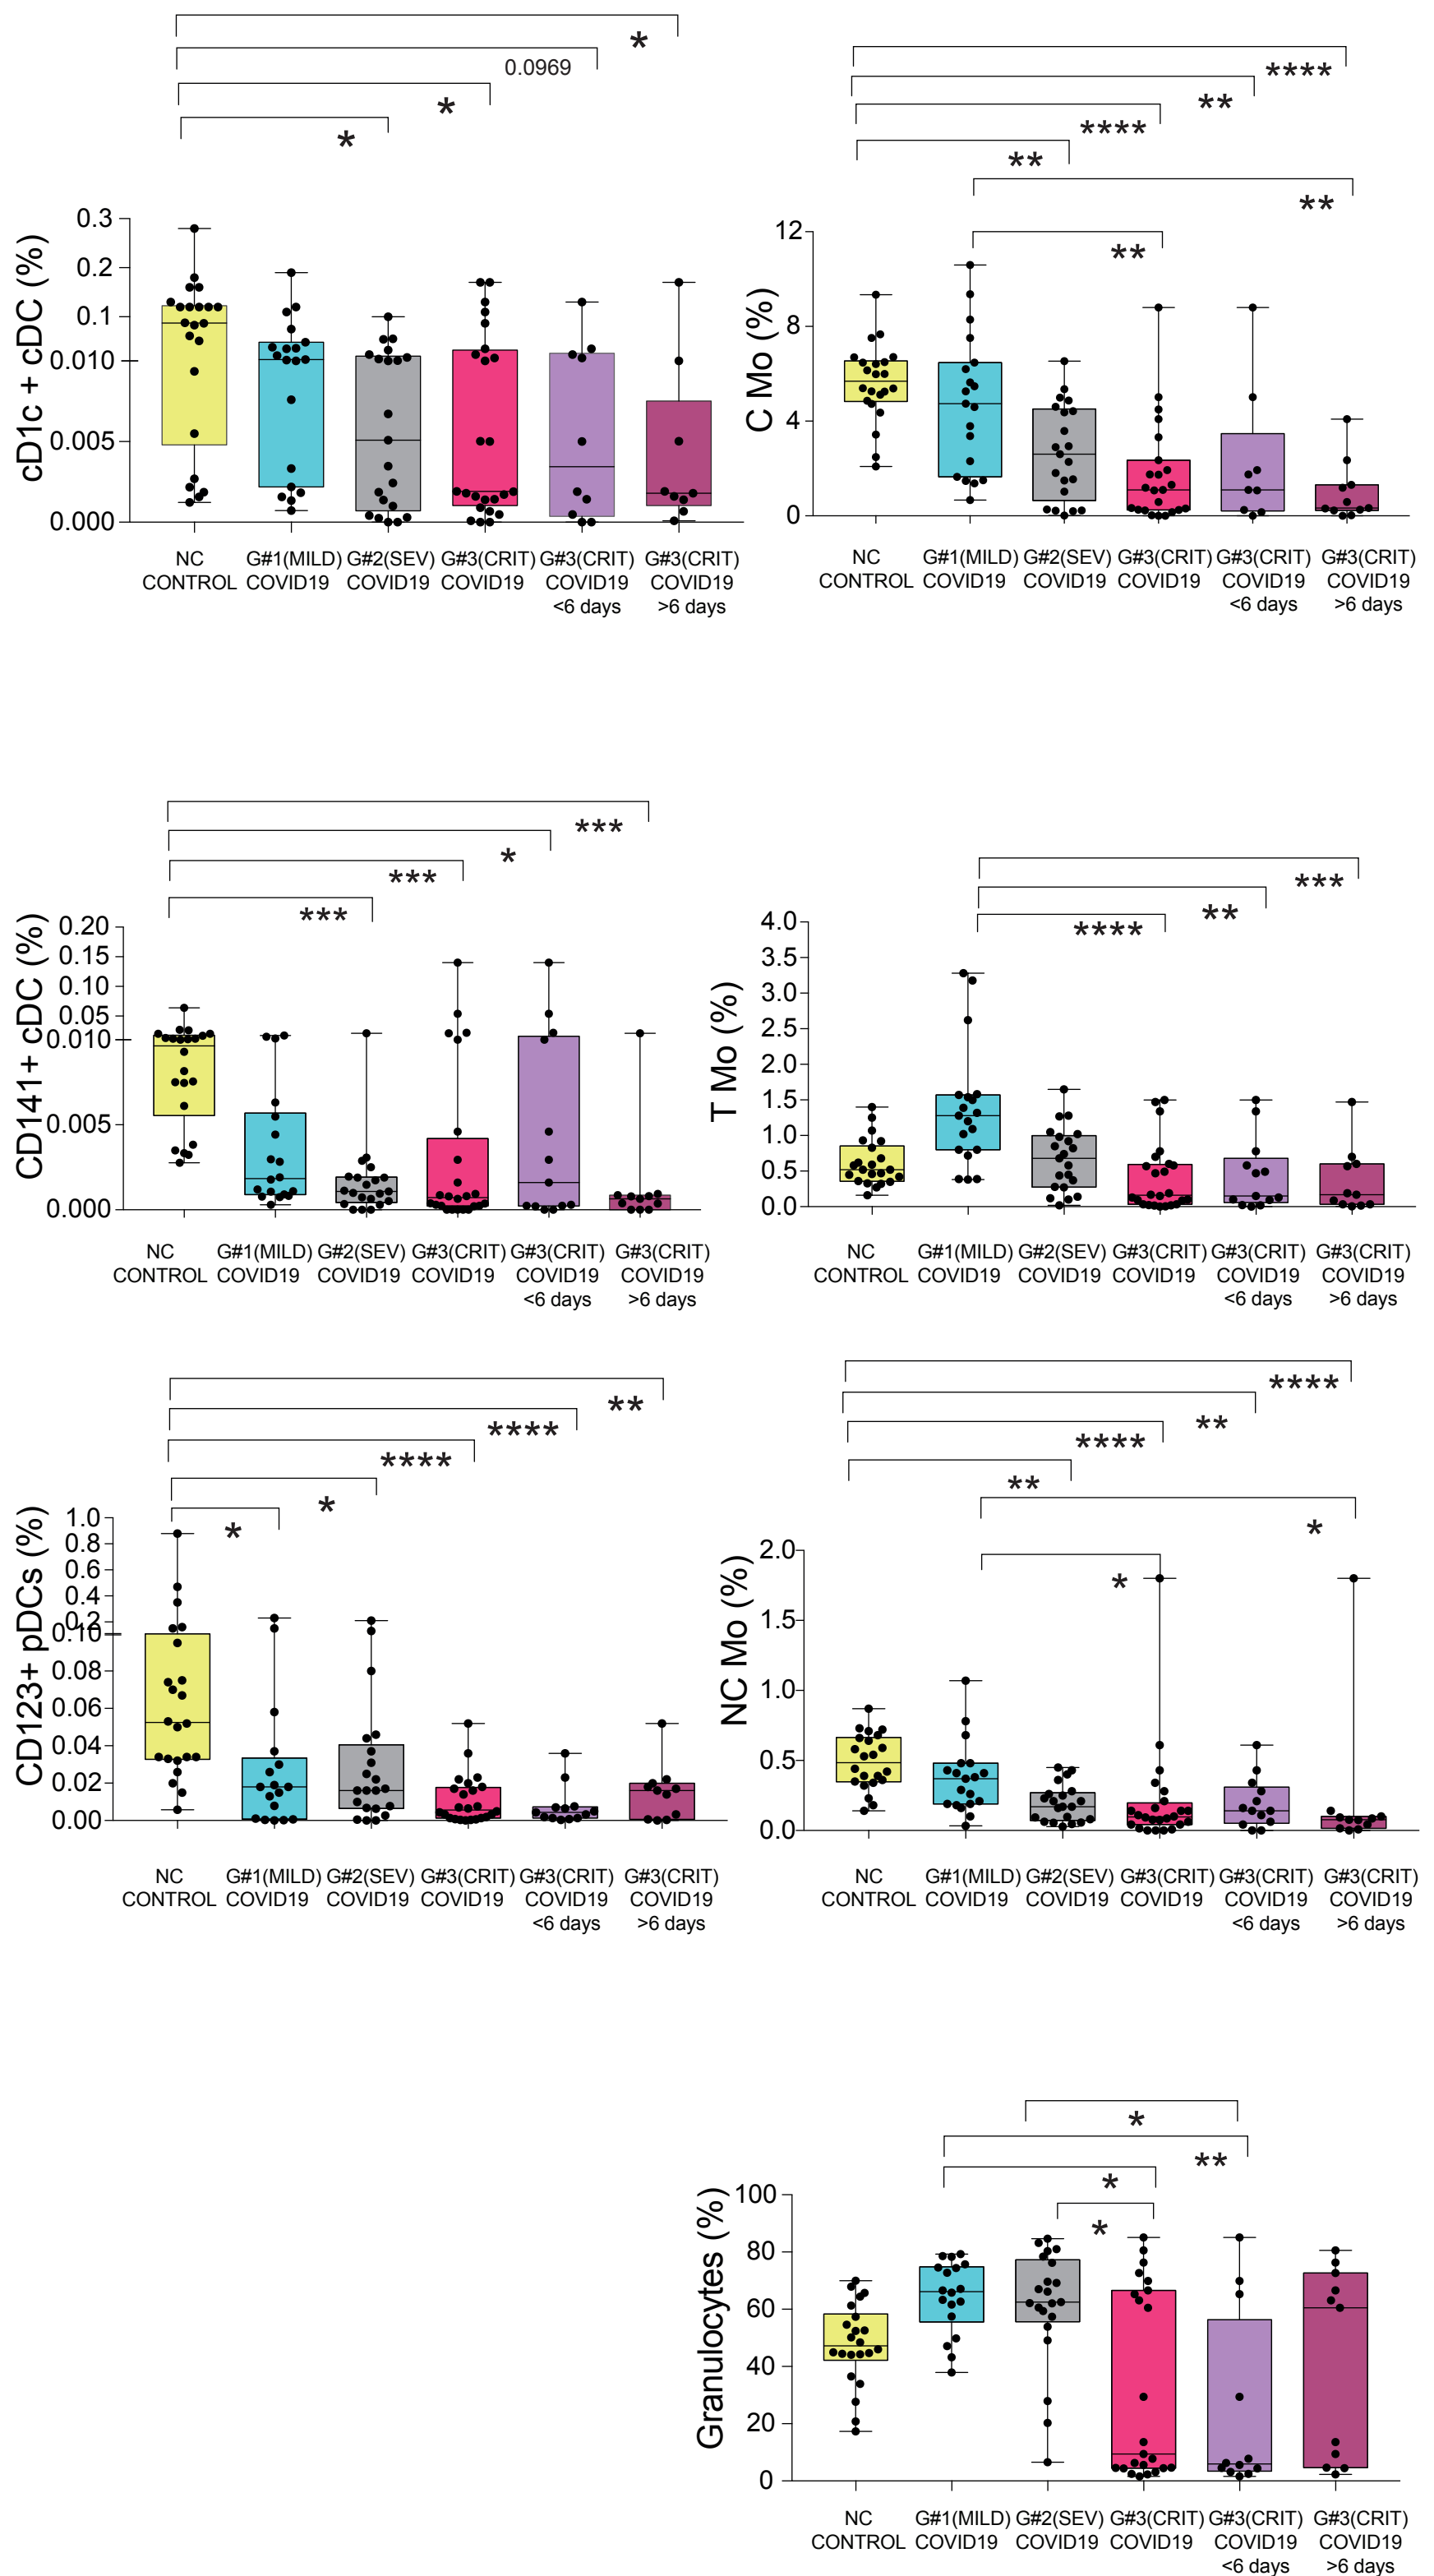 *
0.0969
*
*
cD1c + cDC (%)
0.3
0.2
0.1
0.010
0.005
0.000
NC CONTROL
G#1(MILD) COVID19
G#2(SEV) COVID19
G#3(CRIT) COVID19
G#3(CRIT) COVID19 <6 days
G#3(CRIT) COVID19 >6 days
****
**
****
**
**
**
C Mo (%)
12
8
4
0
NC CONTROL
G#1(MILD) COVID19
G#2(SEV) COVID19
G#3(CRIT) COVID19
G#3(CRIT) COVID19 <6 days
G#3(CRIT) COVID19 >6 days
***
*
***
***
CD141+ cDC (%)
0.20
0.15
0.10
0.05
0.010
0.005
0.000
NC CONTROL
G#1(MILD) COVID19
G#2(SEV) COVID19
G#3(CRIT) COVID19
G#3(CRIT) COVID19 <6 days
G#3(CRIT) COVID19 >6 days
***
**
****
T Mo (%)
4.0
3.5
3.0
2.5
2.0
1.5
1.0
0.5
0.0
NC CONTROL
G#1(MILD) COVID19
G#2(SEV) COVID19
G#3(CRIT) COVID19
G#3(CRIT) COVID19 <6 days
G#3(CRIT) COVID19 >6 days
**
****
****
*
*
CD123+ pDCs (%)
1.0
0.8
0.6
0.4
0.2
0.10
0.08
0.06
0.04
0.02
0.00
NC CONTROL
G#1(MILD) COVID19
G#2(SEV) COVID19
G#3(CRIT) COVID19
G#3(CRIT) COVID19 <6 days
G#3(CRIT) COVID19 >6 days
****
**
****
**
*
*
NC Mo (%)
2.0
1.5
1.0
0.5
0.0
NC CONTROL
G#1(MILD) COVID19
G#2(SEV) COVID19
G#3(CRIT) COVID19
G#3(CRIT) COVID19 <6 days
G#3(CRIT) COVID19 >6 days
*
**
*
*
Granulocytes (%)
100
80
60
40
20
0
NC CONTROL
G#1(MILD) COVID19
G#2(SEV) COVID19
G#3(CRIT) COVID19
G#3(CRIT) COVID19 <6 days
G#3(CRIT) COVID19 >6 days